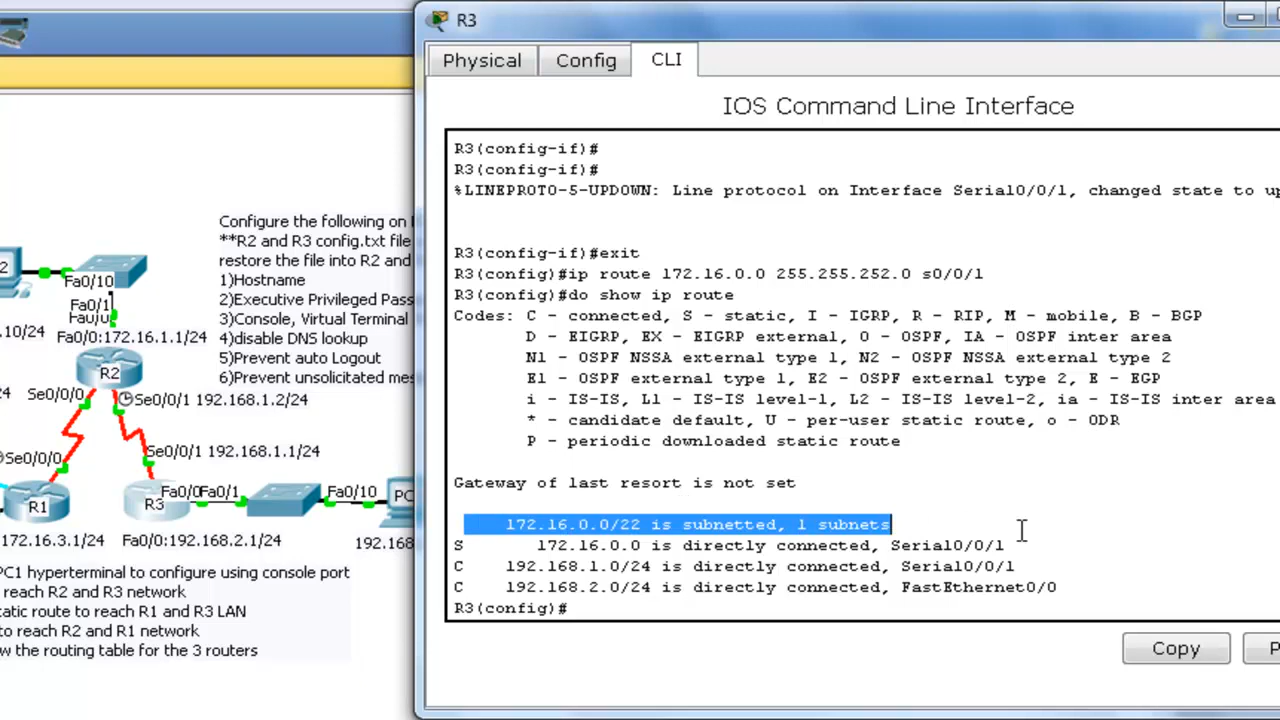 R3
Physical
Config
CLI
IOS Command Line Interface
R3(config-if)#
R3(config-if)#
%LINEPROTO-5-UPDOWN: Line protocol on Interface Serial0/0/1, changed state to up
R3(config-if)#exit
R3(config)#ip route 172.16.0.0 255.255.252.0 s0/0/1
R3(config)#do show ip route
Codes: C - connected, S - static, I - IGRP, R - RIP, M - mobile, B - BGP
D - EIGRP, EX - EIGRP external, O - OSPF, IA - OSPF inter area
N1 - OSPF NSSA external type 1, N2 - OSPF NSSA external type 2
E1 - OSPF external type 1, E2 - OSPF external type 2, E - EGP
i - IS-IS, L1 - IS-IS level-1, L2 - IS-IS level-2, ia - IS-IS inter area
* - candidate default, U - per-user static route, o - ODR
P - periodic downloaded static route
Gateway of last resort is not set
172.16.0.0/22 is subnetted, 1 subnets
S 172.16.0.0 is directly connected, Serial0/0/1
C 192.168.1.0/24 is directly connected, Serial0/0/1
C 192.168.2.0/24 is directly connected, FastEthernet0/0
R3(config)#
Copy
P
Configure the following on
**R2 and R3 config.txt file
restore the file into R2 and
1)Hostname
2)Executive Privileged Pass
3)Console, Virtual Terminal
4)disable DNS lookup
5)Prevent auto Logout
6)Prevent unsolicitated mes
2
Fa0/10
Fa0/1
.10/24
Fa0/0:172.16.1.1/24
R2
24
Se0/0/0
Se0/0/1 192.168.1.2/24
Se0/0/0
Se0/0/1 192.168.1.1/24
R1
R3
Fa0/0
Fa0/1
Fa0/10
PC
172.16.3.1/24
Fa0/0:192.168.2.1/24
192.168
PC1 hyperterminal to configure using console port
reach R2 and R3 network
tatic route to reach R1 and R3 LAN
to reach R2 and R1 network
w the routing table for the 3 routers